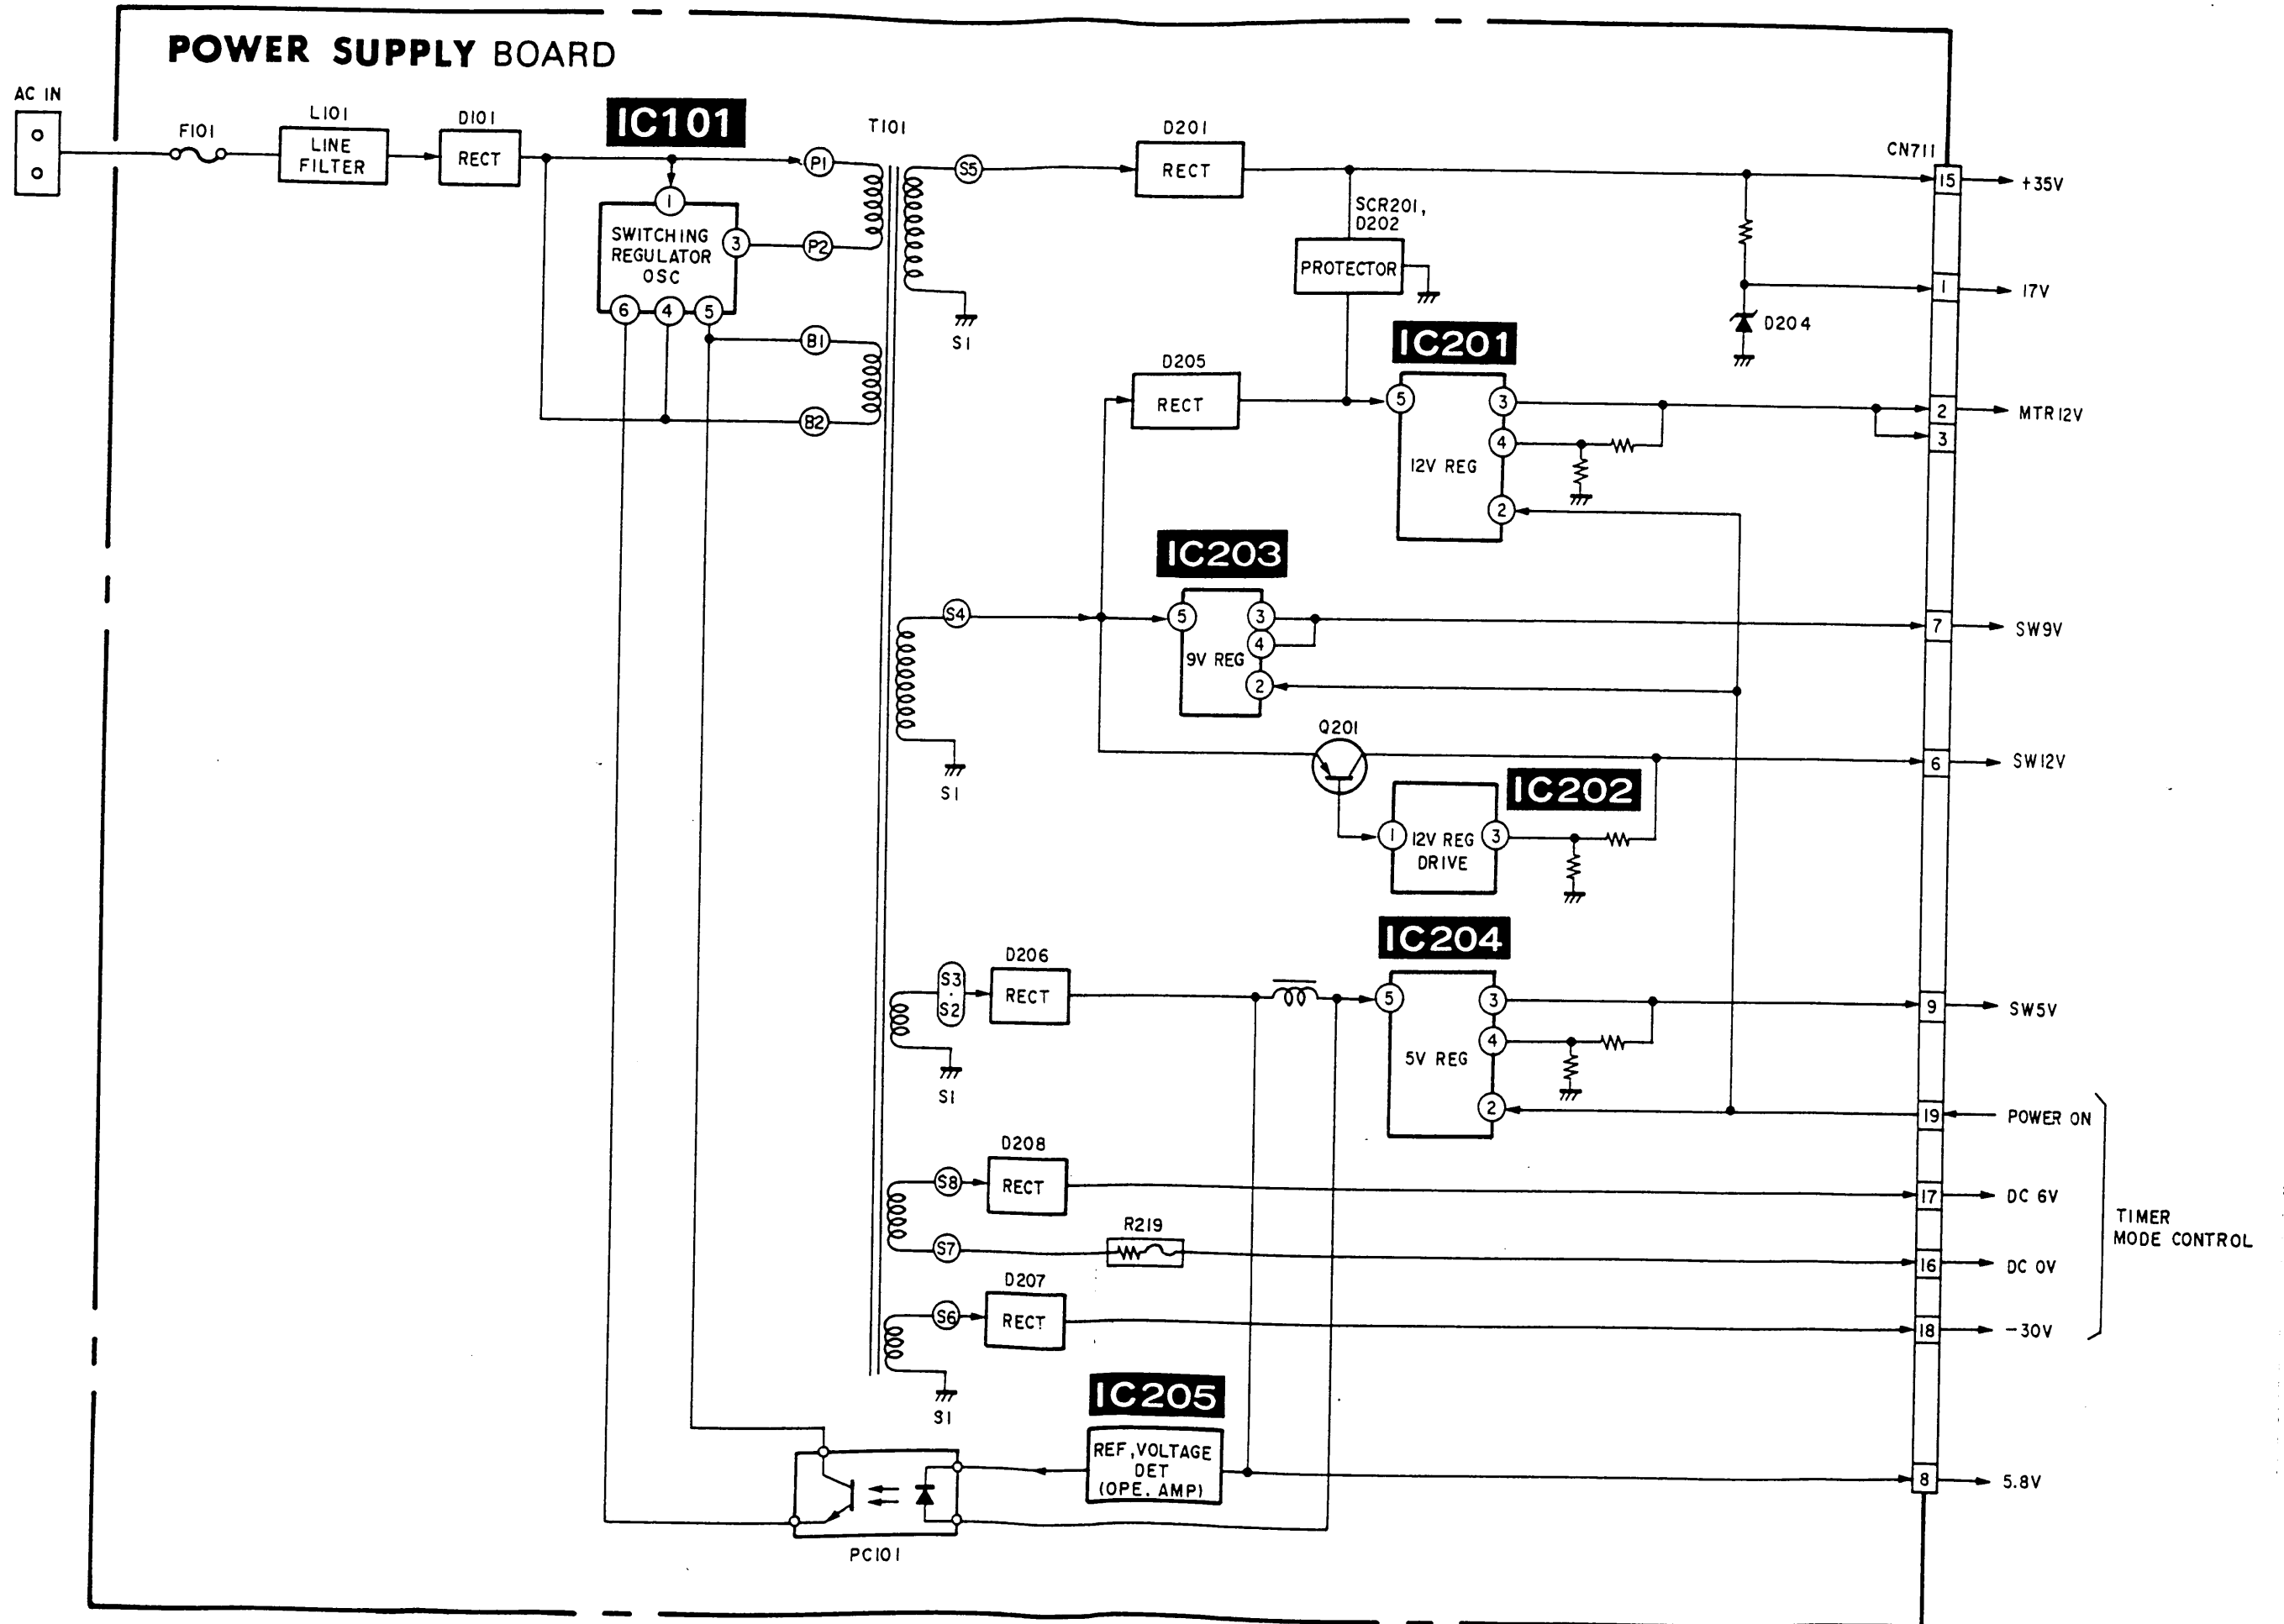 POWER SUPPLY BOARD
AC IN
F101
L101
LINE
FILTER
D101
RECT
IC101
1
SWITCHING
REGULATOR
OSC
3
6
4
5
P1
P2
B1
B2
T101
S5
S1
D201
RECT
SCR201,
D202
PROTECTOR
D204
CN711
15
+35V
1
17V
D205
RECT
IC201
5
3
4
12V REG
2
2
MTR12V
3
IC203
S4
S1
5
3
4
9V REG
2
7
SW9V
Q201
IC202
1
12V REG
DRIVE
3
6
SW12V
S3
S2
S1
D206
RECT
IC204
5
3
4
5V REG
2
9
SW5V
19
POWER ON
D208
S8
RECT
17
DC 6V
S7
R219
16
DC 0V
TIMER
MODE CONTROL
D207
S6
RECT
S1
18
-30V
IC205
REF,VOLTAGE
DET
(OPE. AMP)
8
5.8V
PC101